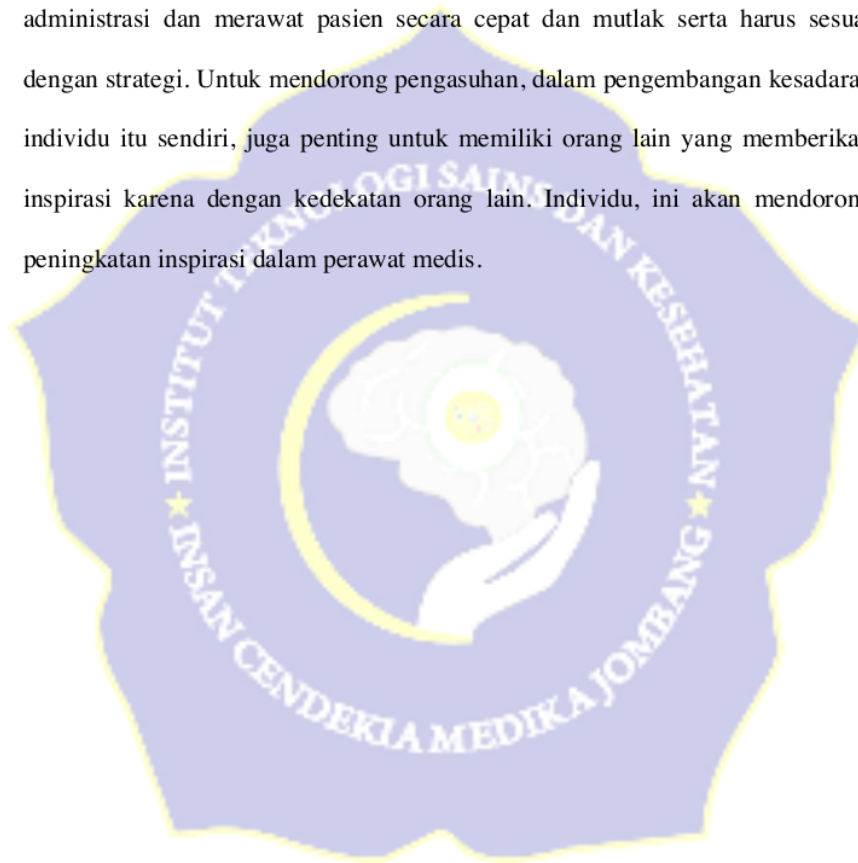 administrasi dan merawat pasien secara cepat dan mutlak serta harus sesua
dengan strategi. Untuk mendorong pengasuhan, dalam pengembangan kesadara
individu itu sendiri, juga penting untuk memiliki orang lain yang memberika
inspirasi karena dengan kedekatan orang lain. Individu, ini akan mendoron
peningkatan inspirasi dalam perawat medis.
INSTITUT TEKNOLOGI SAINS DAN KESEHATAN
INSAN CENDEKIA MEDIKA JOMBANG